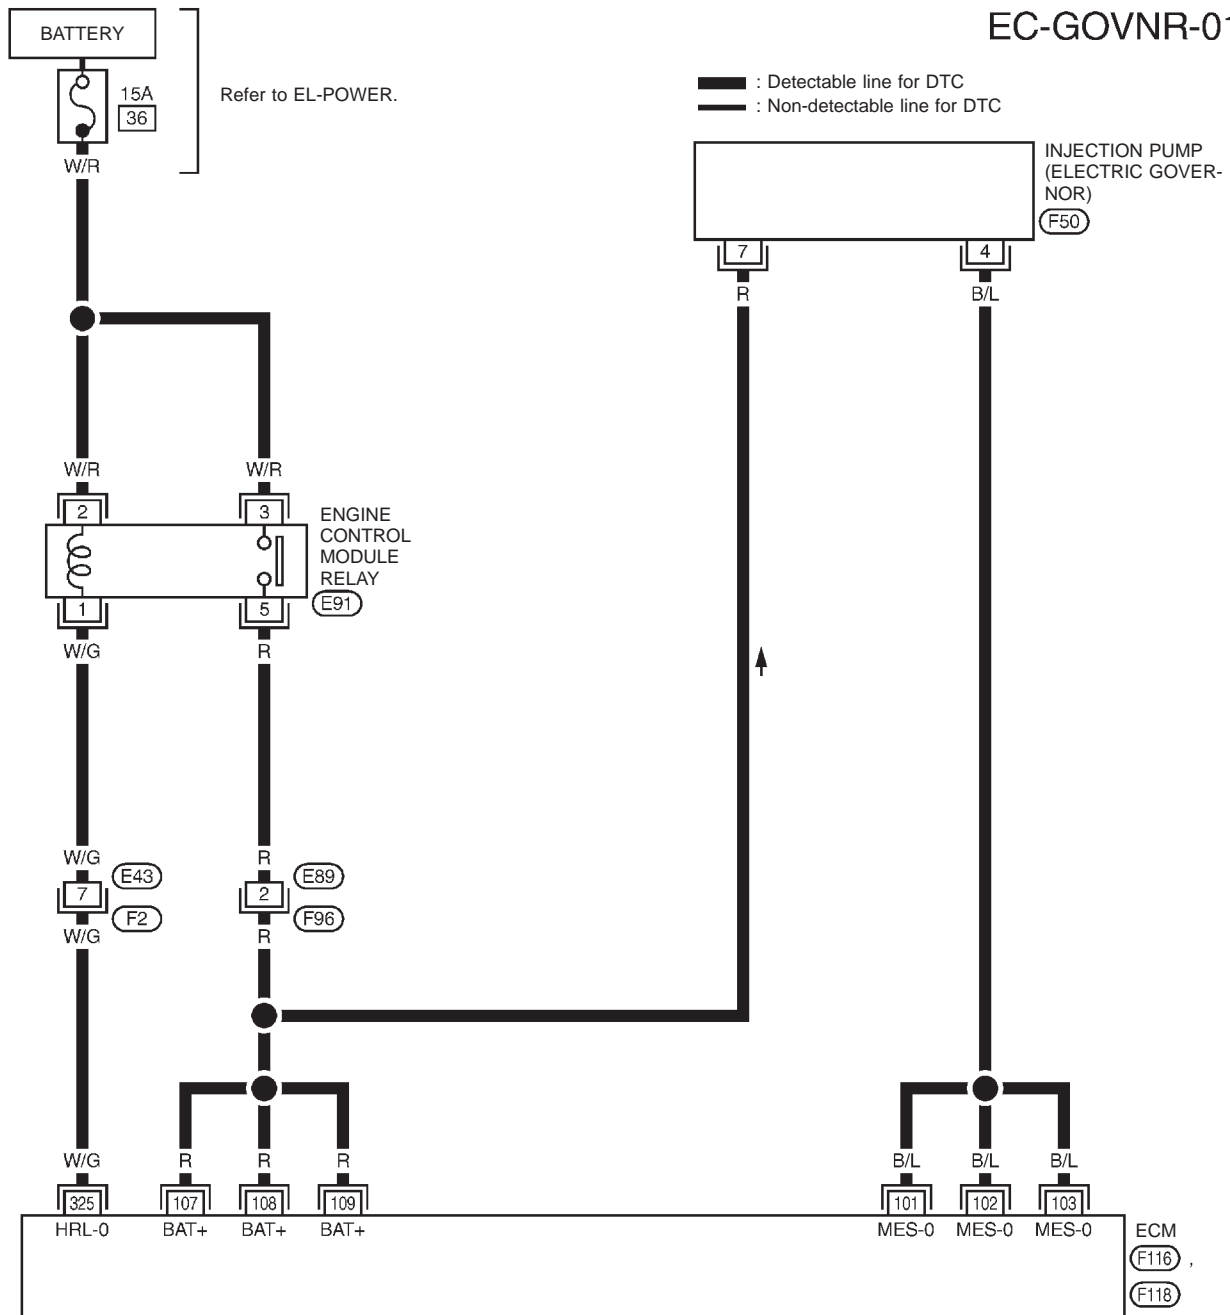 EC-GOVNR-01
BATTERY
15A
36
Refer to EL-POWER.
: Detectable line for DTC
: Non-detectable line for DTC
W/R
INJECTION PUMP
(ELECTRIC GOVER-
NOR)
F50
7
4
R
B/L
W/R
W/R
2
3
ENGINE
CONTROL
MODULE
RELAY
E91
1
5
W/G
R
W/G
R
7
E43
F2
2
E89
F96
W/G
R
W/G
R
R
R
B/L
B/L
B/L
325
107
108
109
101
102
103
HRL-0
BAT+
BAT+
BAT+
MES-0
MES-0
MES-0
ECM
F116 ,
F118